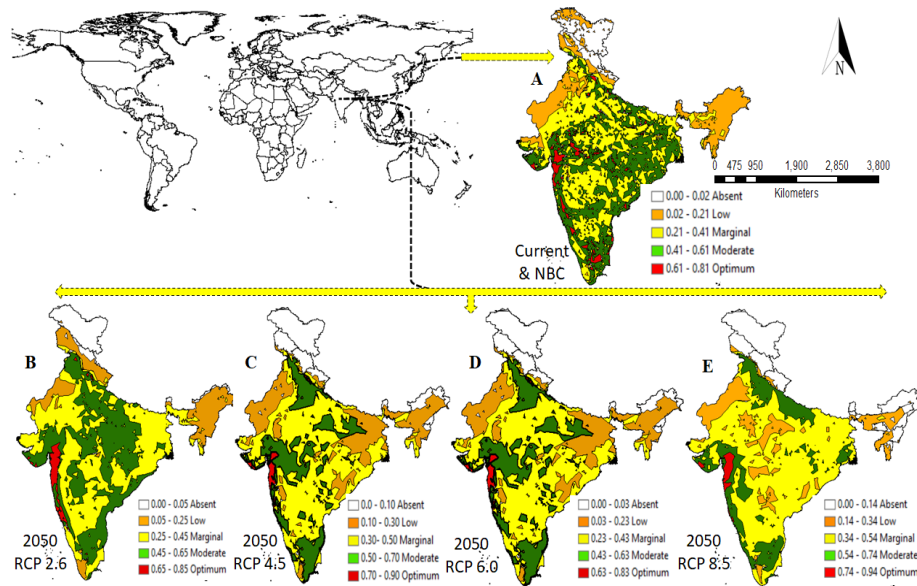 A
N
0 475 950 1,900 2,850 3,800
Kilometers
0.00 - 0.02 Absent
0.02 - 0.21 Low
0.21 - 0.41 Marginal
0.41 - 0.61 Moderate
0.61 - 0.81 Optimum
Current
& NBC
B
0.00 - 0.05 Absent
0.05 - 0.25 Low
0.25 - 0.45 Marginal
0.45 - 0.65 Moderate
0.65 - 0.85 Optimum
2050
RCP 2.6
C
0.0 - 0.10 Absent
0.10 - 0.30 Low
0.30 - 0.50 Marginal
0.50 - 0.70 Moderate
0.70 - 0.90 Optimum
2050
RCP 4.5
D
0.00 - 0.03 Absent
0.03 - 0.23 Low
0.23 - 0.43 Marginal
0.43 - 0.63 Moderate
0.63 - 0.83 Optimum
2050
RCP 6.0
E
0.00 - 0.14 Absent
0.14 - 0.34 Low
0.34 - 0.54 Marginal
0.54 - 0.74 Moderate
0.74 - 0.94 Optimum
2050
RCP 8.5